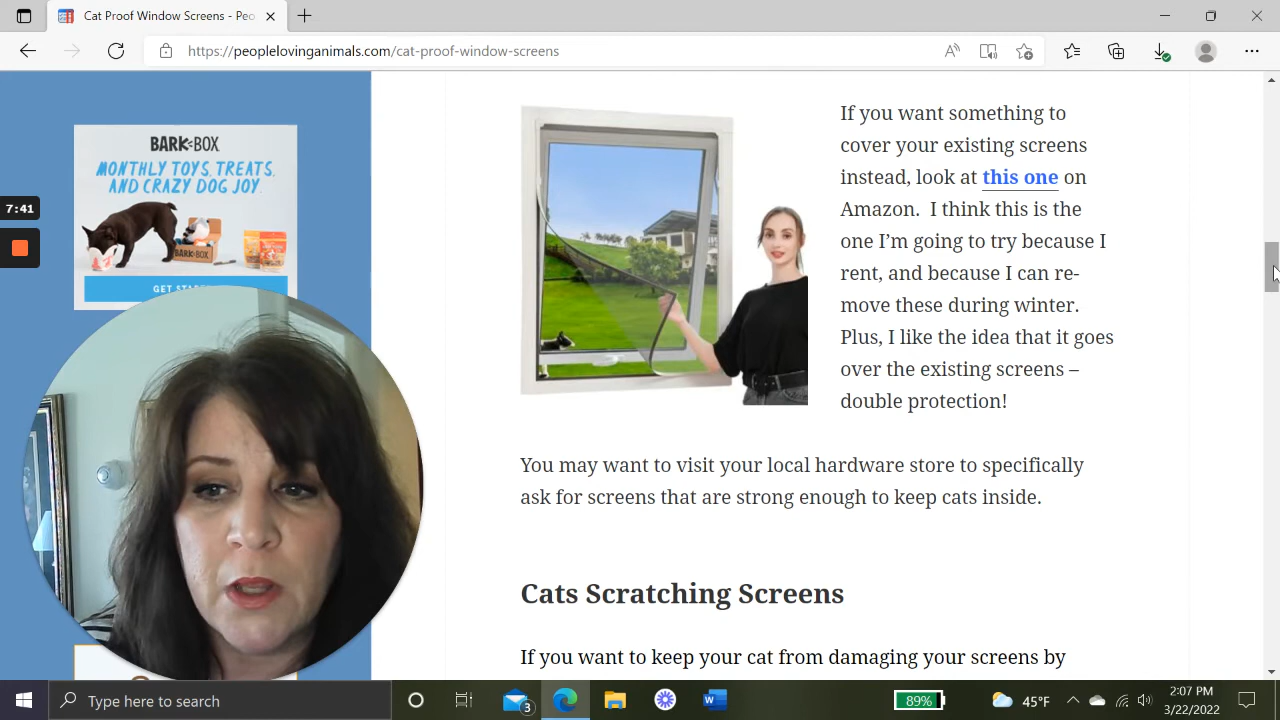 Cat Proof Window Screens - Peo
https://peoplelovinganimals.com/cat-proof-window-screens
BARK BOX
MONTHLY TOYS, TREATS,
AND CRAZY DOG JOY.
GET STAR
7:41
If you want something to
cover your existing screens
instead, look at this one on
Amazon.  I think this is the
one I’m going to try because I
rent, and because I can re-
move these during winter.
Plus, I like the idea that it goes
over the existing screens –
double protection!
You may want to visit your local hardware store to specifically
ask for screens that are strong enough to keep cats inside.
Cats Scratching Screens
If you want to keep your cat from damaging your screens by
Type here to search
3
89%
45°F
2:07 PM
3/22/2022